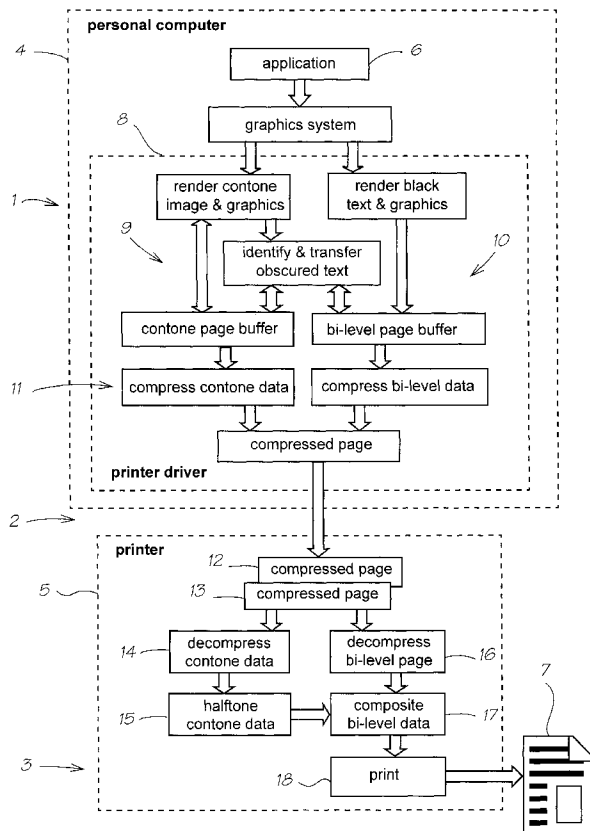 personal computer
4
application
6
graphics system
8
1
render contone
image & graphics
render black
text & graphics
9
identify & transfer
obscured text
10
contone page buffer
bi-level page buffer
11
compress contone data
compress bi-level data
compressed page
printer driver
2
printer
12
compressed page
13
compressed page
5
14
decompress
contone data
decompress
bi-level page
16
15
halftone
contone data
composite
bi-level data
17
7
3
18
print